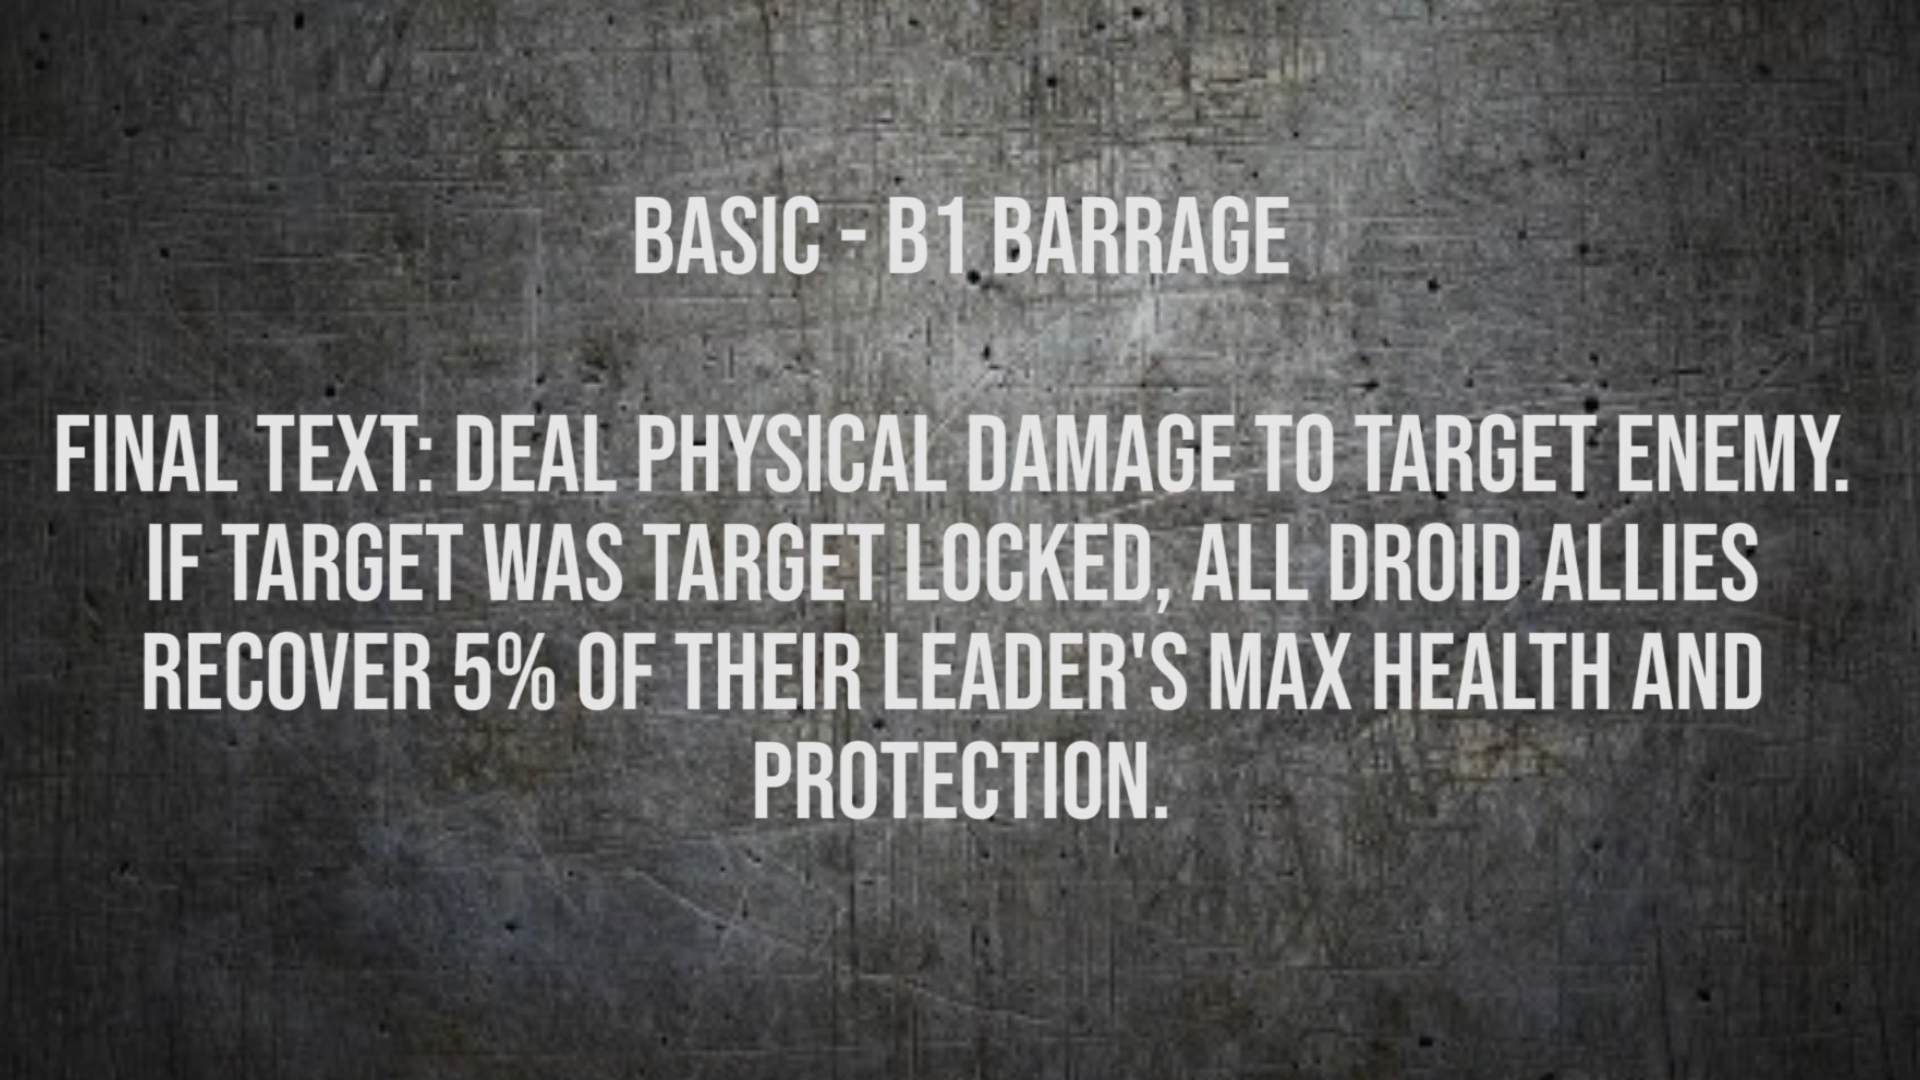 BASIC - B1 BARRAGE
FINAL TEXT: DEAL PHYSICAL DAMAGE TO TARGET ENEMY.
IF TARGET WAS TARGET LOCKED, ALL DROID ALLIES
RECOVER 5% OF THEIR LEADER'S MAX HEALTH AND
PROTECTION.